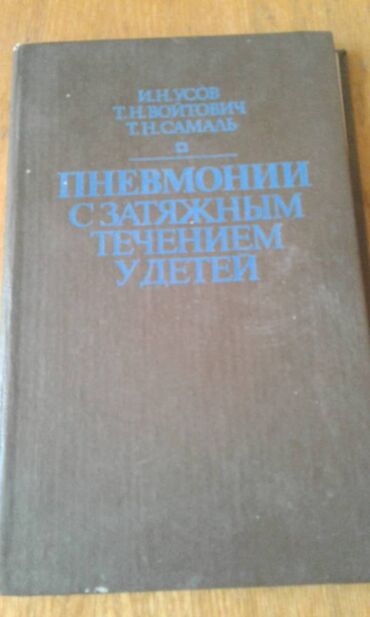 И.Н.УСОВ
Т.Н.ВОЙТОВИЧ
Т.Н.САМАЛЬ
ПНЕВМОНИИ
С ЗАТЯЖНЫМ
ТЕЧЕНИЕМ
У ДЕТЕЙ